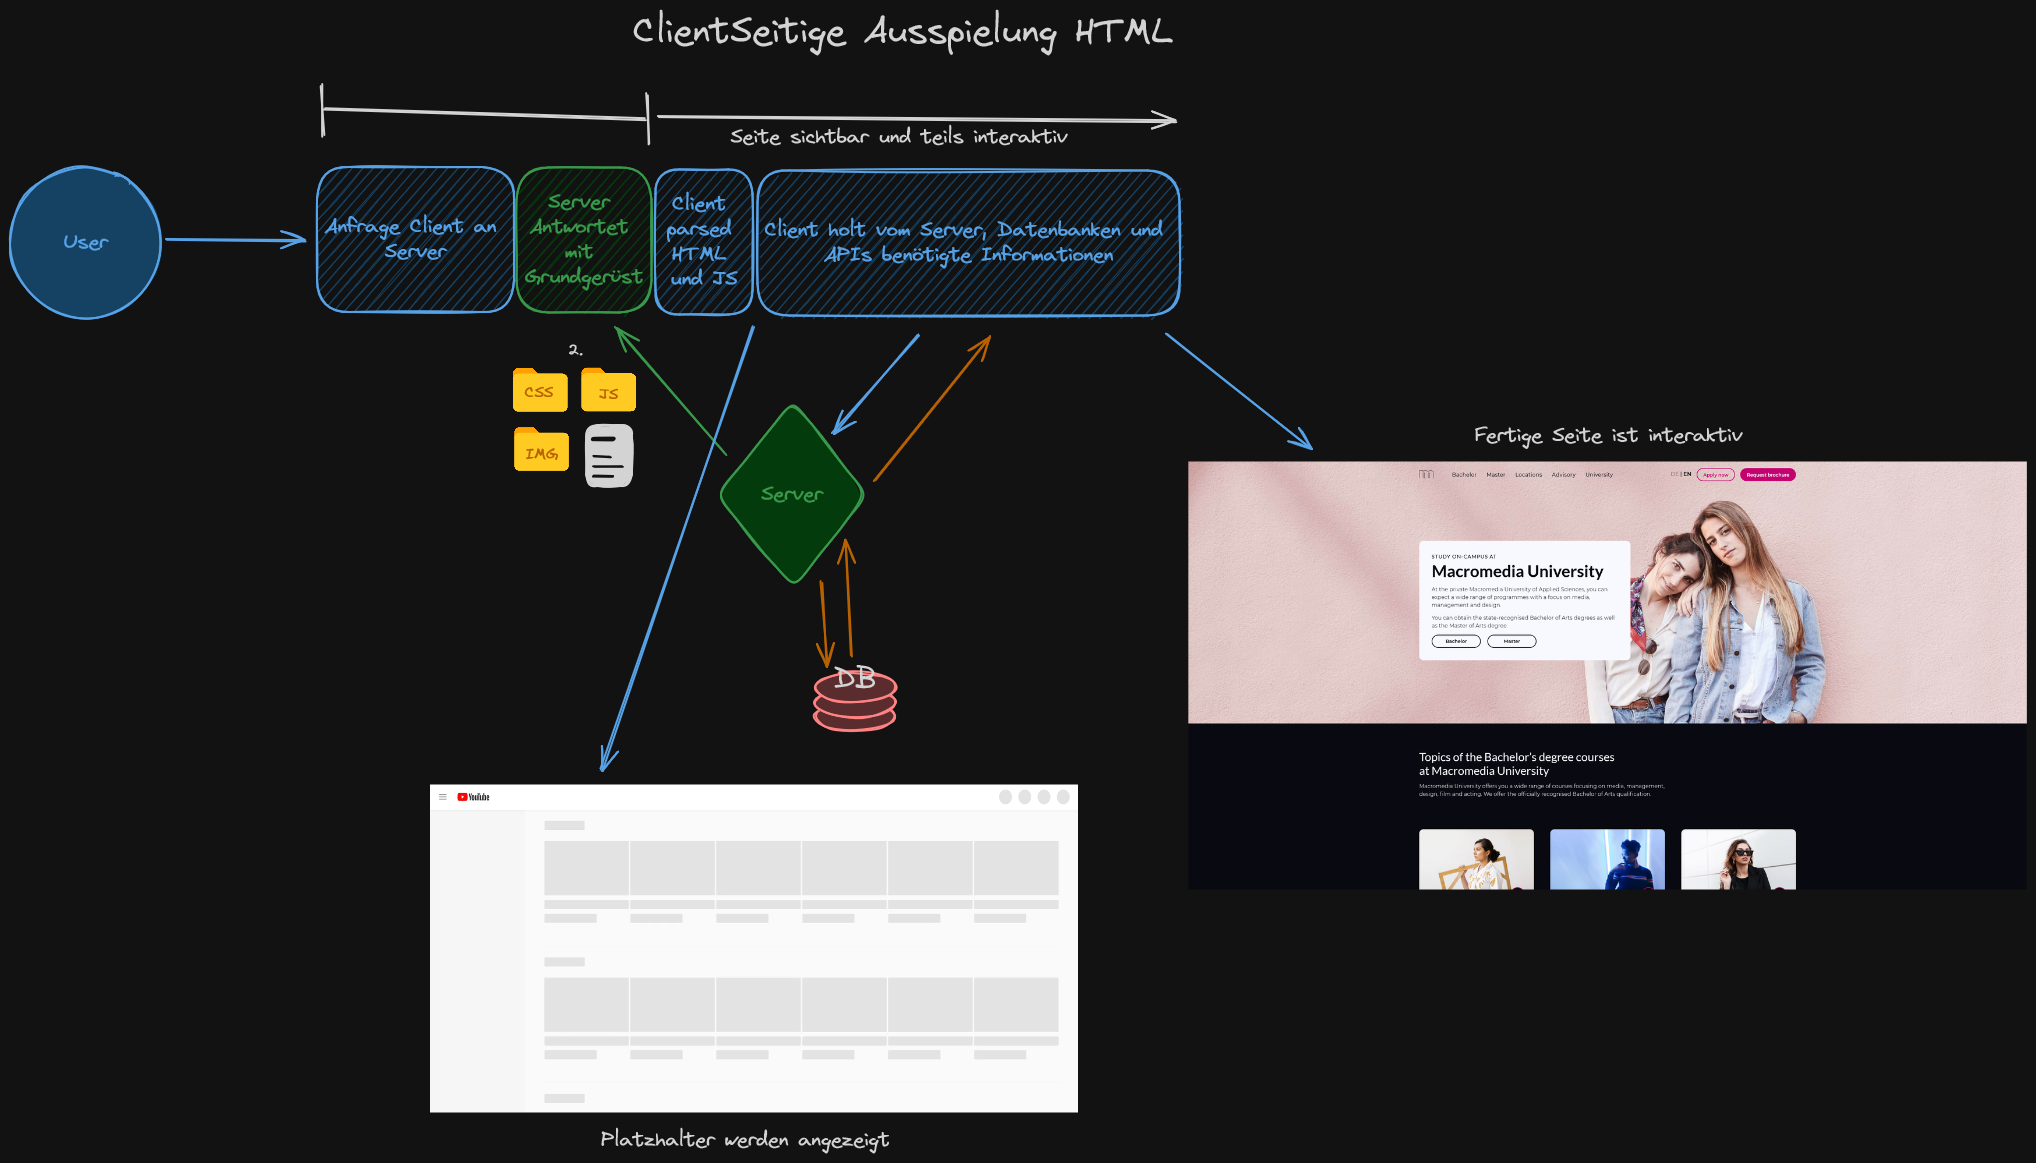 ClientSeitige Ausspielung HTML
Seite sichtbar und teils interaktiv
User
Anfrage Client an
Server
Server
Antwortet
mit
Grundgerüst
Client
parsed
HTML
und JS
Client holt vom Server, Datenbanken und
APIs benötigte Informationen
2.
CSS
JS
IMG
Server
DB
Fertige Seite ist interaktiv
Bachelor Master Locations Advisory University DE | EN Apply now Request brochure
STUDY ON-CAMPUS AT
Macromedia University
At the private Macromedia University of Applied Sciences, you can
expect a wide range of programmes with a focus on media,
management and design.
You can obtain the state-recognised Bachelor of Arts degrees as well
as the Master of Arts degree.
Bachelor Master
Topics of the Bachelor's degree courses
at Macromedia University
Macromedia University offers you a wide range of courses focusing on media, management,
design, film and acting. We offer the officially recognised Bachelor of Arts qualification.
YouTube
Platzhalter werden angezeigt